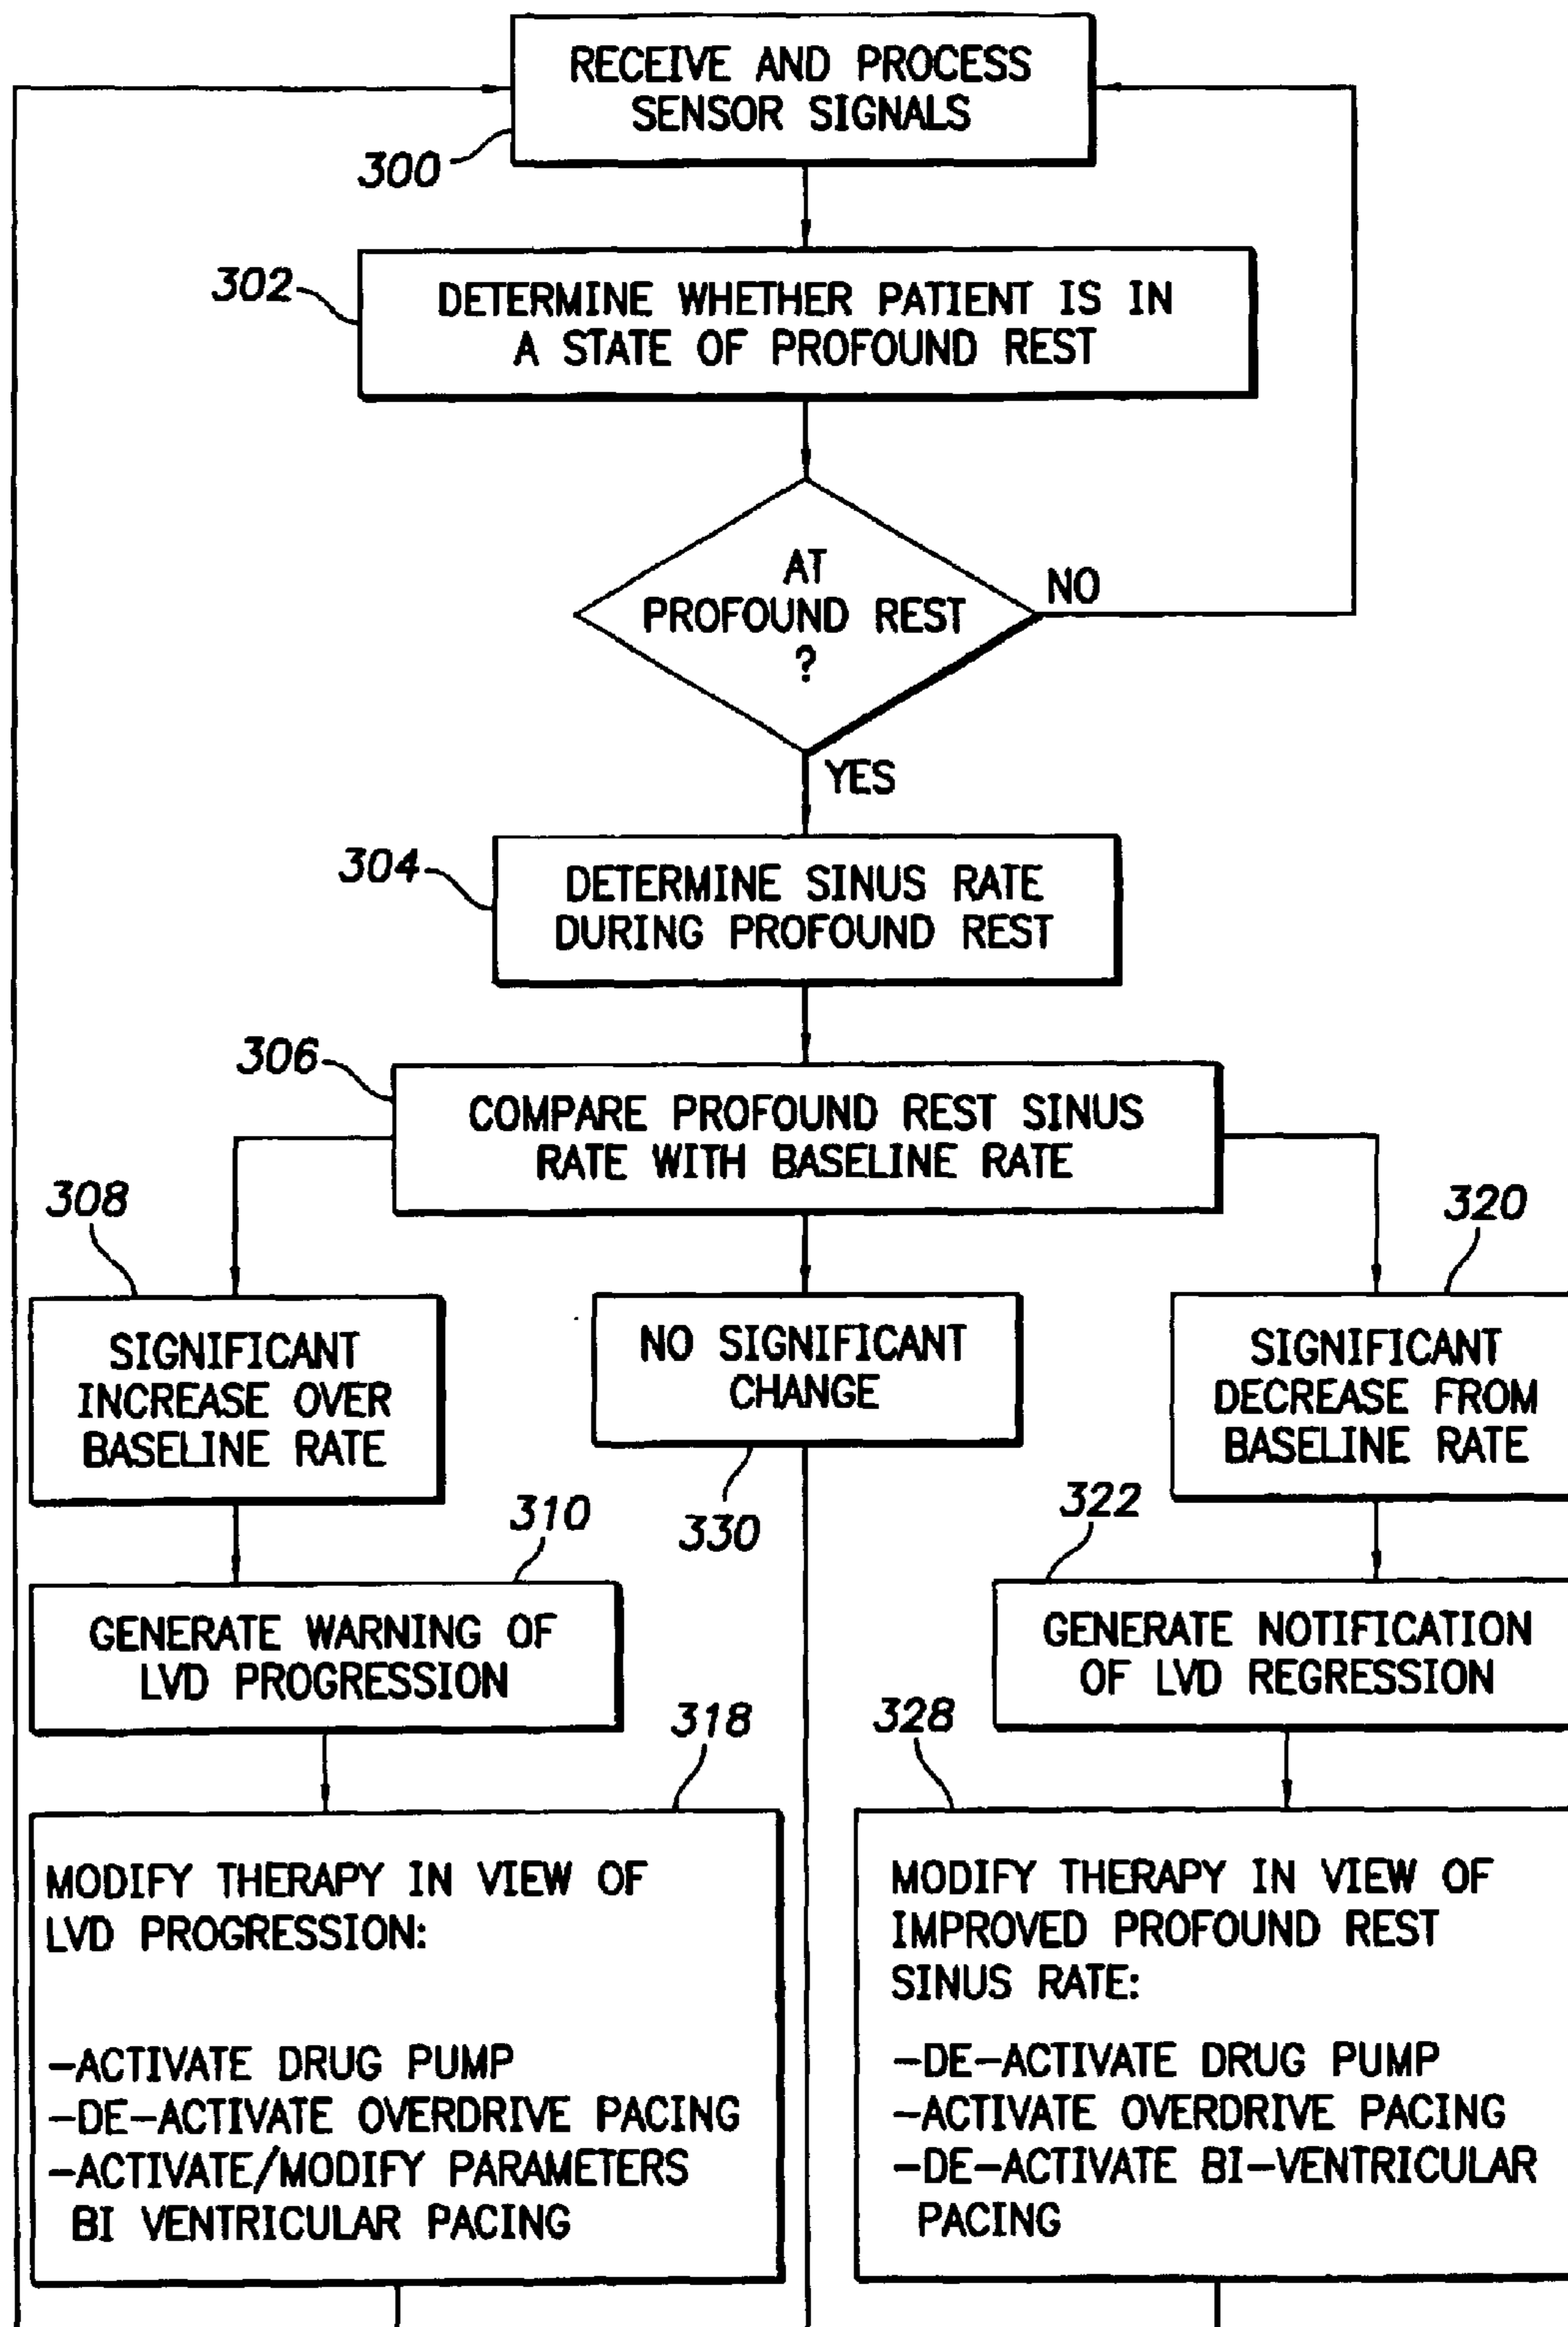 RECEIVE AND PROCESS
SENSOR SIGNALS
300
302
DETERMINE WHETHER PATIENT IS IN
A STATE OF PROFOUND REST
AT
PROFOUND REST
?
NO
YES
304
DETERMINE SINUS RATE
DURING PROFOUND REST
306
COMPARE PROFOUND REST SINUS
RATE WITH BASELINE RATE
308
SIGNIFICANT
INCREASE OVER
BASELINE RATE
NO SIGNIFICANT
CHANGE
330
320
SIGNIFICANT
DECREASE FROM
BASELINE RATE
310
GENERATE WARNING OF
LVD PROGRESSION
322
GENERATE NOTIFICATION
OF LVD REGRESSION
318
MODIFY THERAPY IN VIEW OF
LVD PROGRESSION:
-ACTIVATE DRUG PUMP
-DE-ACTIVATE OVERDRIVE PACING
-ACTIVATE/MODIFY PARAMETERS
BI VENTRICULAR PACING
328
MODIFY THERAPY IN VIEW OF
IMPROVED PROFOUND REST
SINUS RATE:
-DE-ACTIVATE DRUG PUMP
-ACTIVATE OVERDRIVE PACING
-DE-ACTIVATE BI-VENTRICULAR
PACING